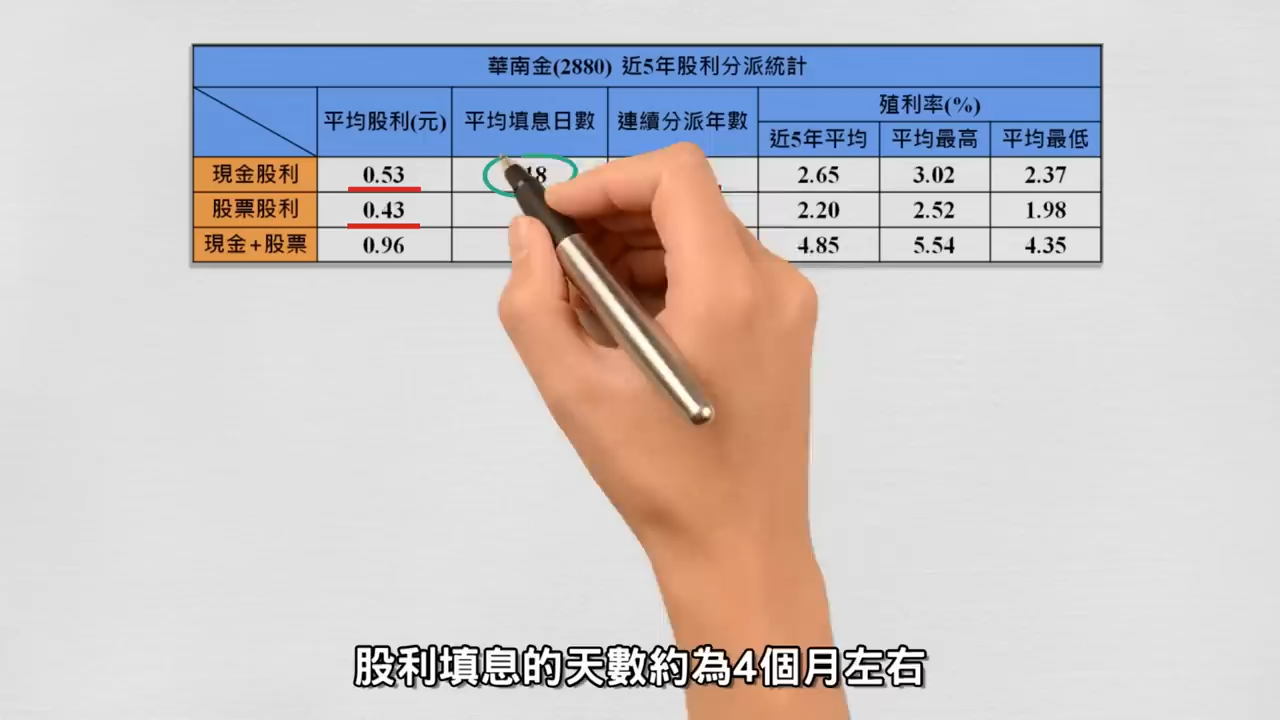 華南金(2880) 近5年股利分派統計
平均股利(元) 平均填息日數 連續分派年數 殖利率(%)
近5年平均 平均最高 平均最低
現金股利 0.53 18 2.65 3.02 2.37
股票股利 0.43 2.20 2.52 1.98
現金+股票 0.96 4.85 5.54 4.35
股利填息的天數約為4個月左右